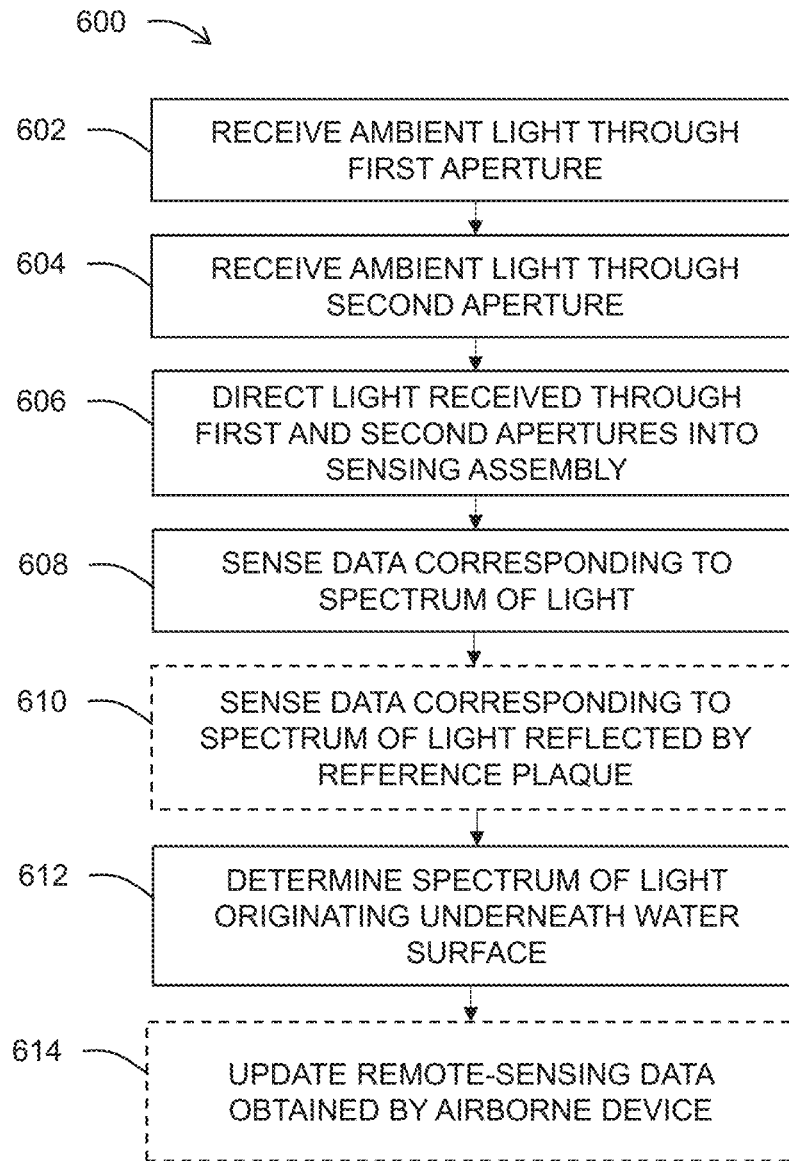 600
602
RECEIVE AMBIENT LIGHT THROUGH
FIRST APERTURE
604
RECEIVE AMBIENT LIGHT THROUGH
SECOND APERTURE
606
DIRECT LIGHT RECEIVED THROUGH
FIRST AND SECOND APERTURES INTO
SENSING ASSEMBLY
608
SENSE DATA CORRESPONDING TO
SPECTRUM OF LIGHT
610
SENSE DATA CORRESPONDING TO
SPECTRUM OF LIGHT REFLECTED BY
REFERENCE PLAQUE
612
DETERMINE SPECTRUM OF LIGHT
ORIGINATING UNDERNEATH WATER
SURFACE
614
UPDATE REMOTE-SENSING DATA
OBTAINED BY AIRBORNE DEVICE